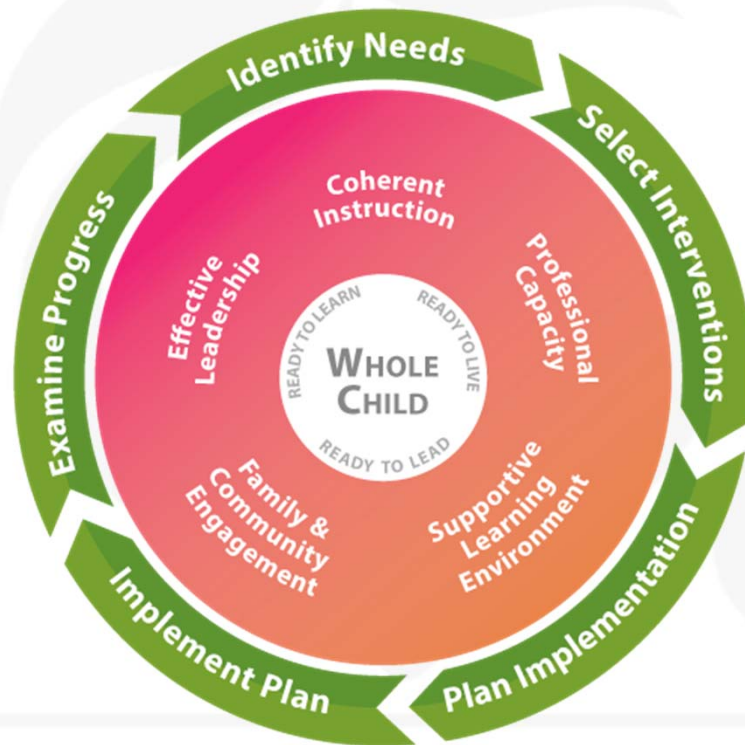 Identify Needs
Select Interventions
Plan Implementation
Implement Plan
Examine Progress
Coherent
Instruction
Professional
Capacity
Supportive
Learning
Environment
Family &
Community
Engagement
Effective
Leadership
READY TO LEARN
READY TO LIVE
READY TO LEAD
WHOLE
CHILD